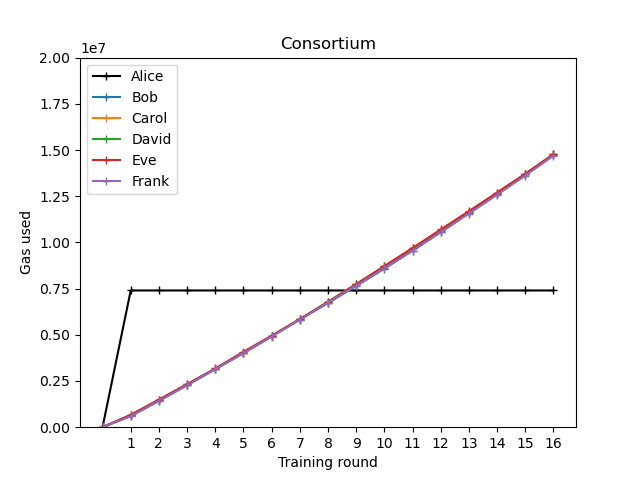 Consortium
1e7
2.00
1.75
1.50
1.25
1.00
0.75
0.50
0.25
0.00
Gas used
Alice
Bob
Carol
David
Eve
Frank
1 2 3 4 5 6 7 8 9 10 11 12 13 14 15 16
Training round